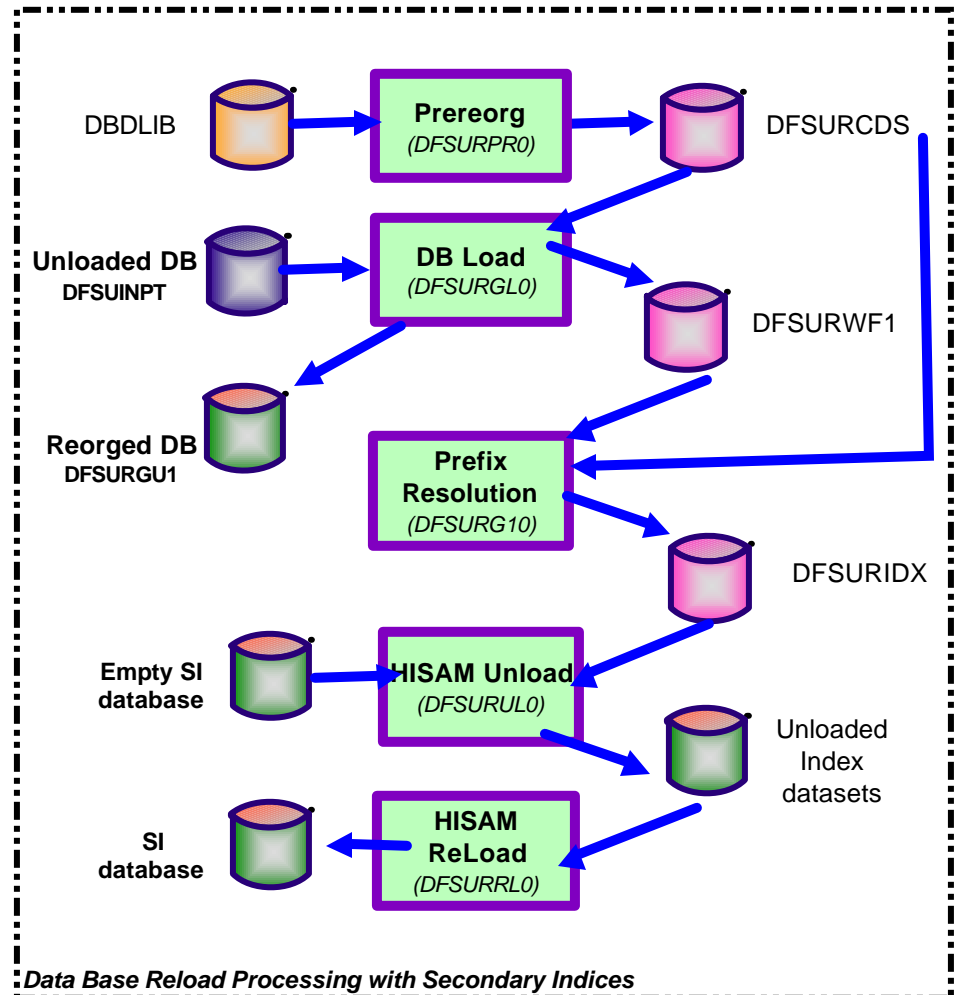 DBDLIB
Prereorg
(DFSURPR0)
DFSURCDS
Unloaded DB
DFSUINPT
DB Load
(DFSURGL0)
DFSURWF1
Reorged DB
DFSURGU1
Prefix
Resolution
(DFSURG10)
DFSURIDX
Empty SI
database
HISAM Unload
(DFSURUL0)
Unloaded
Index
datasets
SI
database
HISAM
ReLoad
(DFSURRL0)
Data Base Reload Processing with Secondary Indices